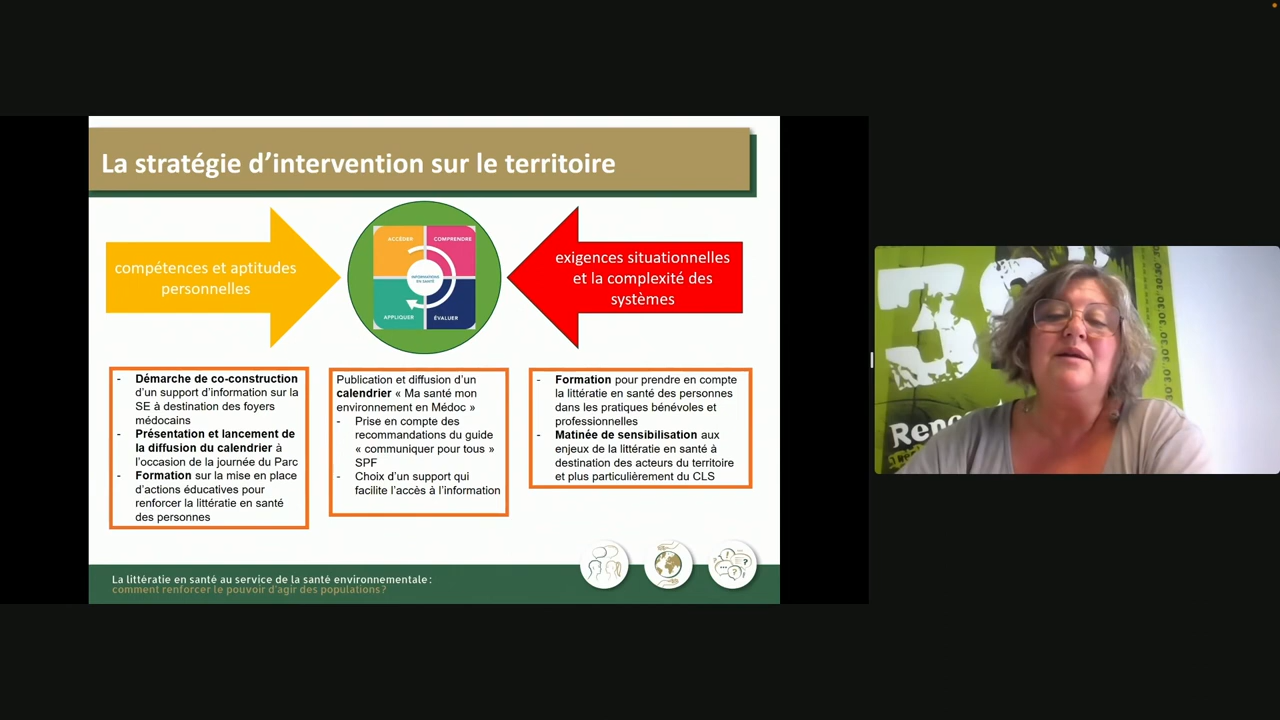 La stratégie d’intervention sur le territoire
compétences et aptitudes
personnelles
ACCÉDER
COMPRENDRE
INFORMATIONS
EN SANTÉ
APPLIQUER
ÉVALUER
exigences situationnelles
et la complexité des
systèmes
- Démarche de co-construction
d’un support d’information sur la
SE à destination des foyers
médocains
- Présentation et lancement de
la diffusion du calendrier à
l’occasion de la journée du Parc
- Formation sur la mise en place
d’actions éducatives pour
renforcer la littératie en santé
des personnes
Publication et diffusion d’un
calendrier « Ma santé mon
environnement en Médoc »
- Prise en compte des
recommandations du guide
« communiquer pour tous »
SPF
- Choix d’un support qui
facilite l’accès à l’information
- Formation pour prendre en compte
la littératie en santé des personnes
dans les pratiques bénévoles et
professionnelles
- Matinée de sensibilisation aux
enjeux de la littératie en santé à
destination des acteurs du territoire
et plus particulièrement du CLS
La littératie en santé au service de la santé environnementale :
comment renforcer le pouvoir d’agir des populations ?